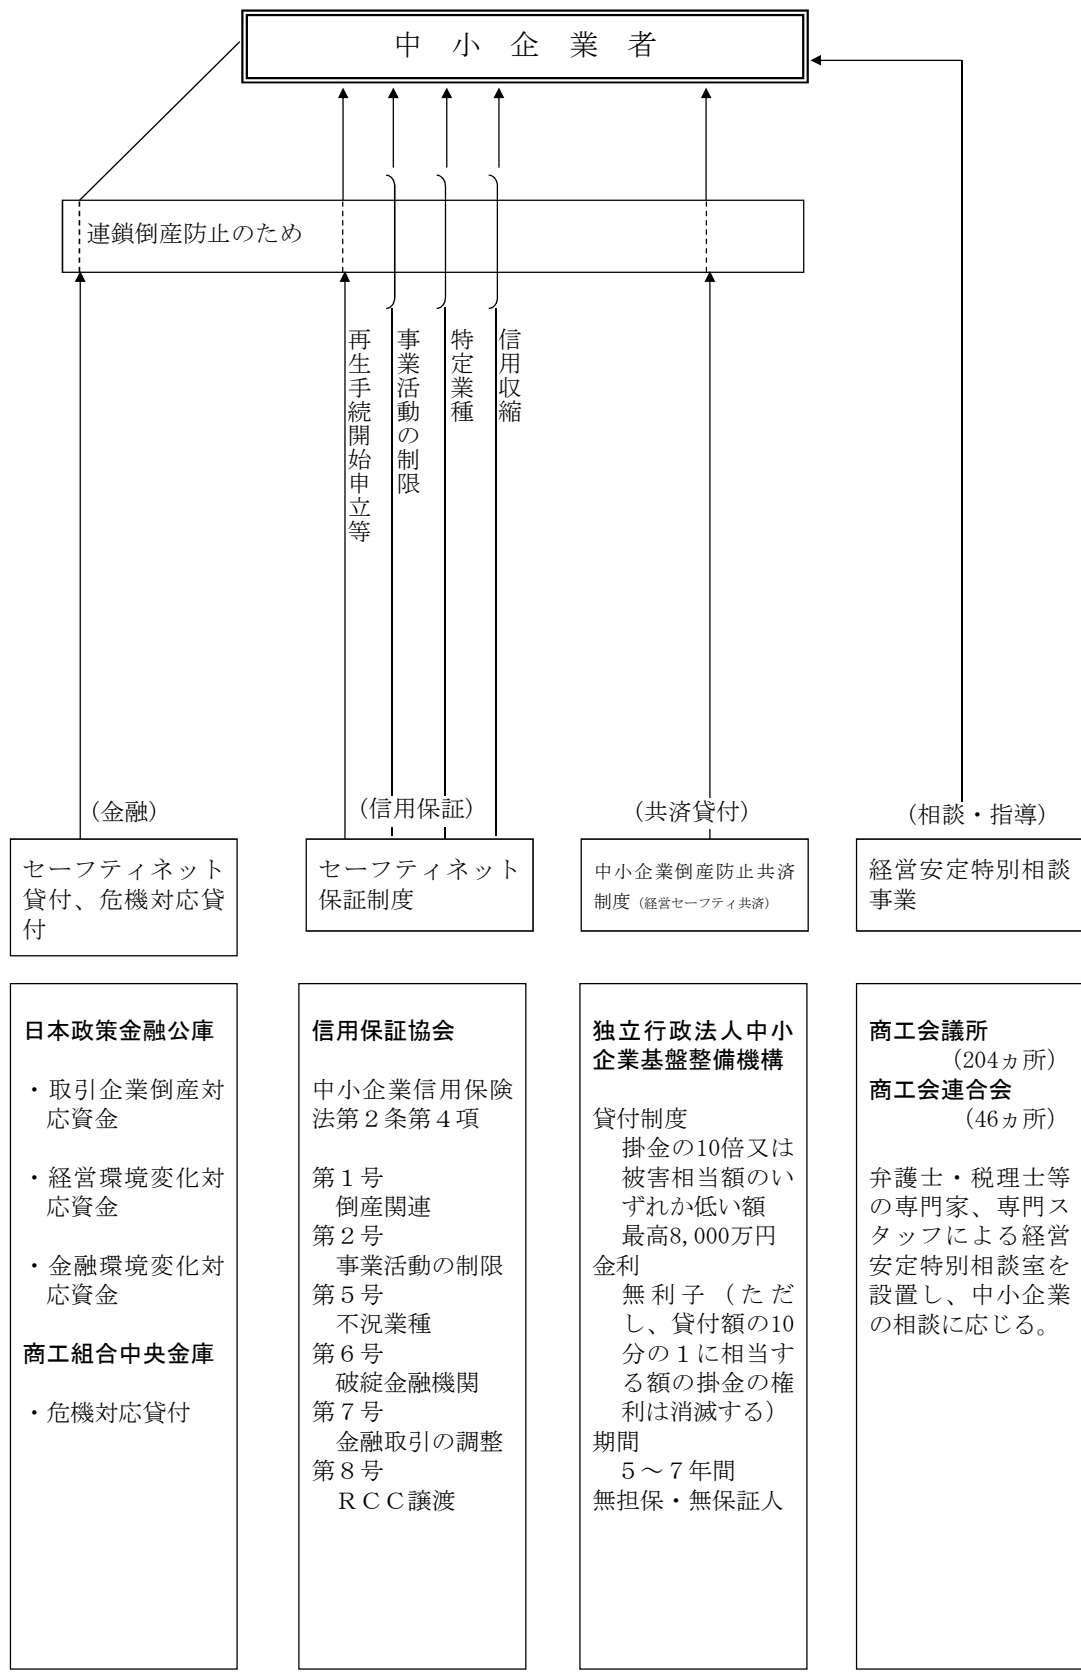 中小企業者
連鎖倒産防止のため
再生手続開始申立等
事業活動の制限
特定業種
信用収縮
（金融）
（信用保証）
（共済貸付）
（相談・指導）
セーフティネット
貸付、危機対応貸
付
セーフティネット
保証制度
中小企業倒産防止共済
制度（経営セーフティ共済）
経営安定特別相談
事業
日本政策金融公庫
・取引企業倒産対
応資金
・経営環境変化対
応資金
・金融環境変化対
応資金
商工組合中央金庫
・危機対応貸付
信用保証協会
中小企業信用保険
法第２条第４項
第１号
倒産関連
第２号
事業活動の制限
第５号
不況業種
第６号
破綻金融機関
第７号
金融取引の調整
第８号
ＲＣＣ譲渡
独立行政法人中小
企業基盤整備機構
貸付制度
掛金の10倍又は
被害相当額のい
ずれか低い額
最高8,000万円
金利
無利子（ただ
し、貸付額の10
分の１に相当す
る額の掛金の権
利は消滅する）
期間
５～７年間
無担保・無保証人
商工会議所
（204ヵ所）
商工会連合会
（46ヵ所）
弁護士・税理士等
の専門家、専門ス
タッフによる経営
安定特別相談室を
設置し、中小企業
の相談に応じる。